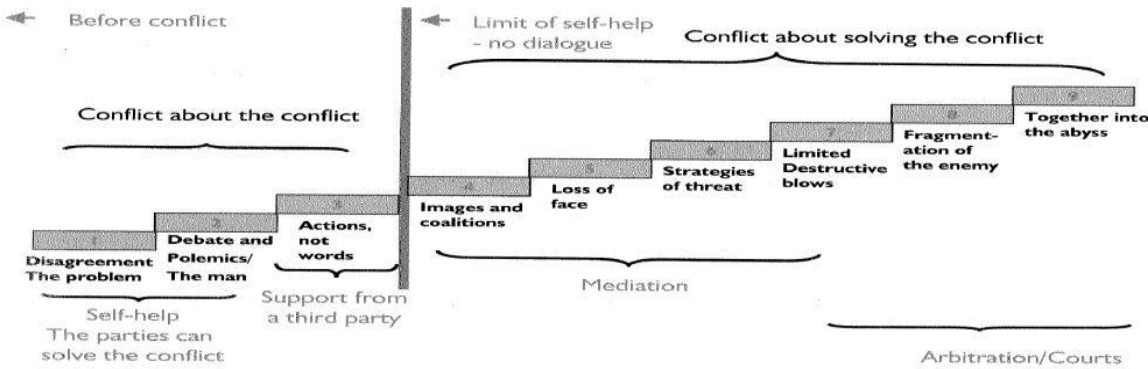 Before conflict
Limit of self-help
- no dialogue
Conflict about solving the conflict
Conflict about the conflict
1
Disagreement
The problem
2
Debate and
Polemics/
The man
3
Actions,
not
words
4
Images and
coalitions
5
Loss of
face
6
Strategies
of threat
7
Limited
Destructive
blows
8
Fragment-
ation of
the enemy
9
Together into
the abyss
Self-help
The parties can
solve the conflict
Support from
a third party
Mediation
Arbitration/Courts